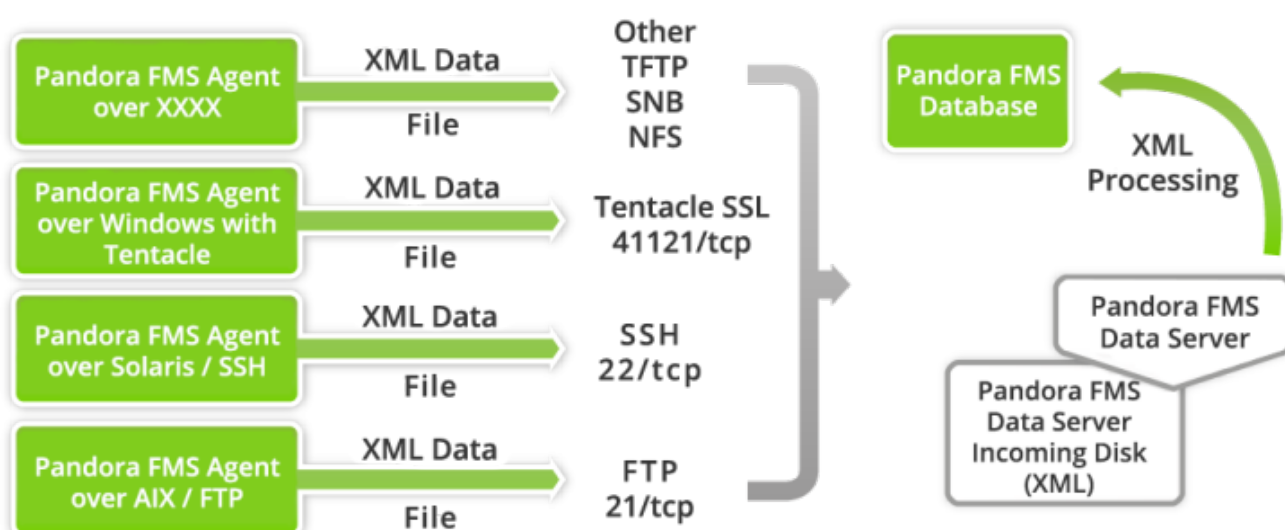 Pandora FMS Agent
over XXXX
XML Data
File
Other
TFTP
SNB
NFS
Pandora FMS Agent
over Windows with
Tentacle
XML Data
File
Tentacle SSL
41121/tcp
Pandora FMS Agent
over Solaris / SSH
XML Data
File
SSH
22/tcp
Pandora FMS Agent
over AIX / FTP
XML Data
File
FTP
21/tcp
Pandora FMS
Database
XML
Processing
Pandora FMS
Data Server
Pandora FMS
Data Server
Incoming Disk
(XML)